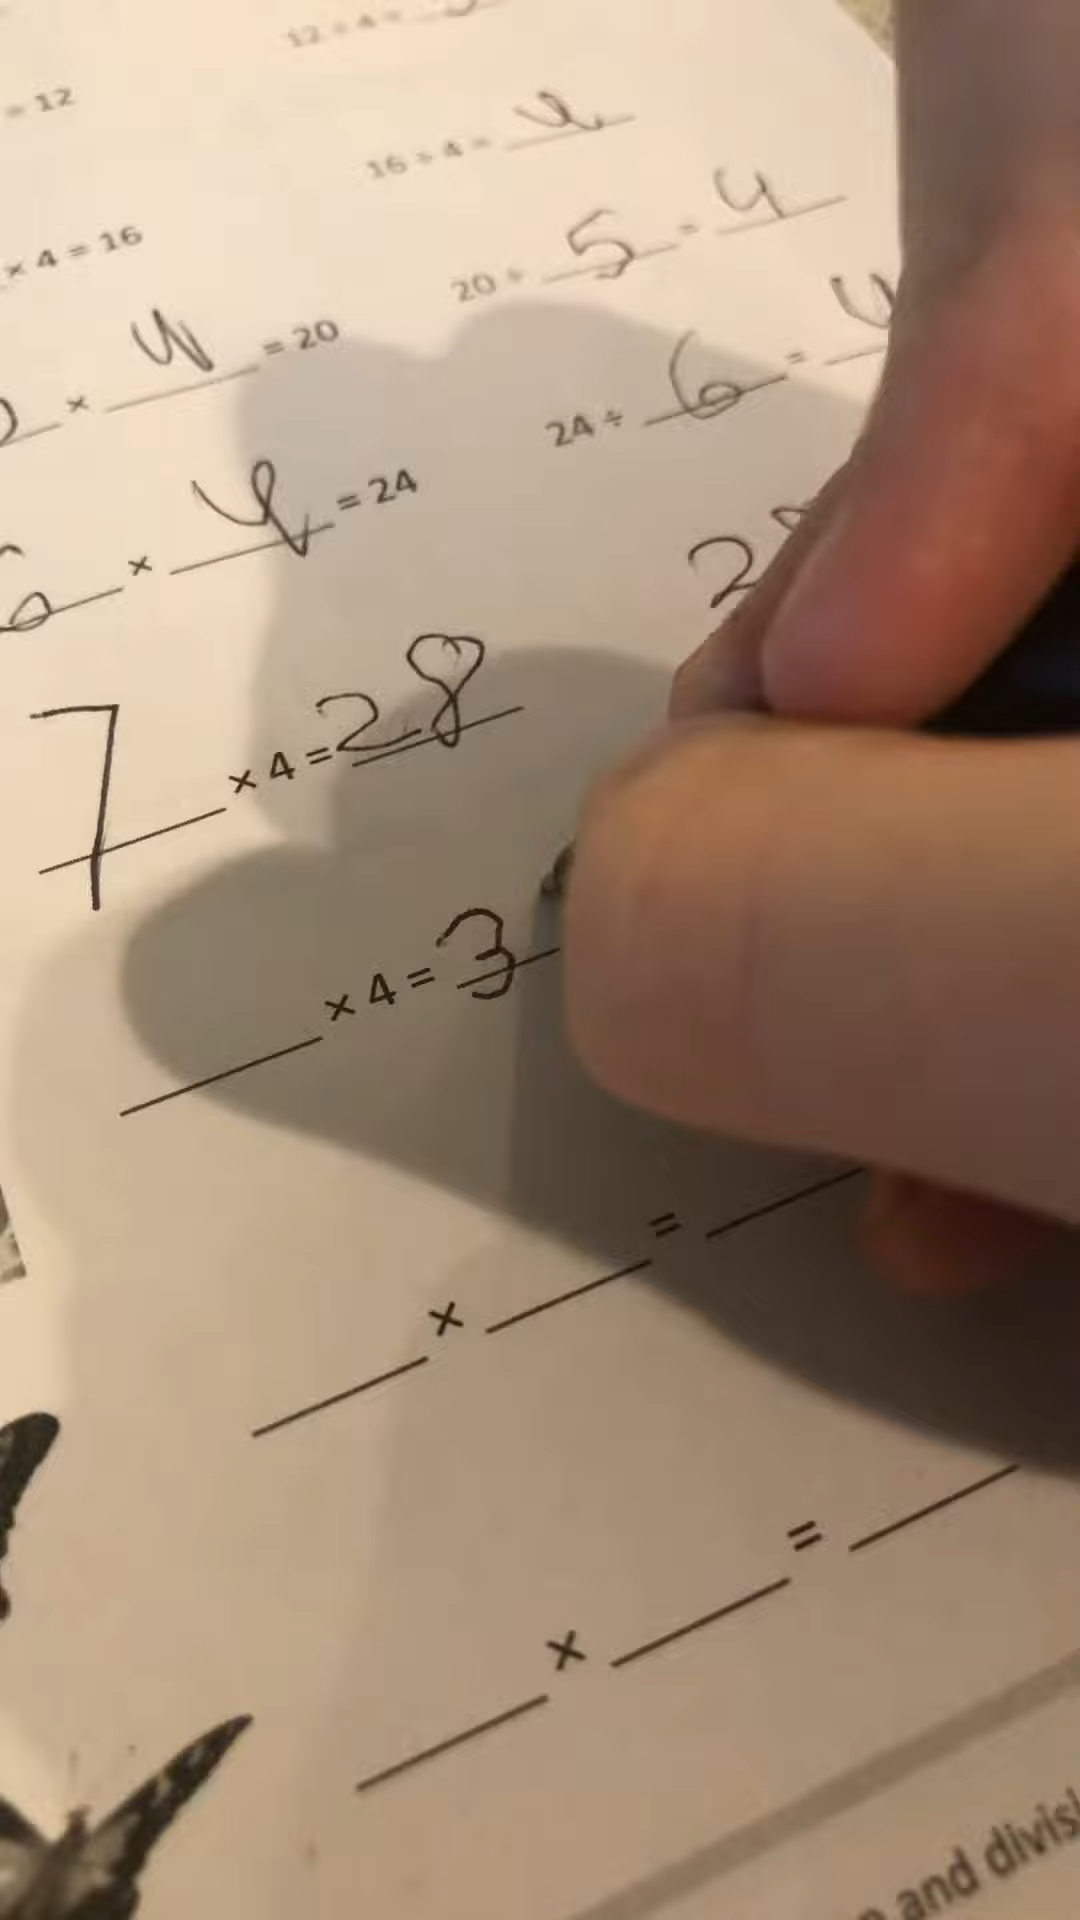 12 ÷ 4 =
= 12
16 ÷ 4 = 4
× 4 = 16
20 ÷ 5 = 4
× 4 = 20
24 ÷ 6 = 4
6 × 4 = 24
7 × 4 = 28
× 4 = 3
× =
× =
and